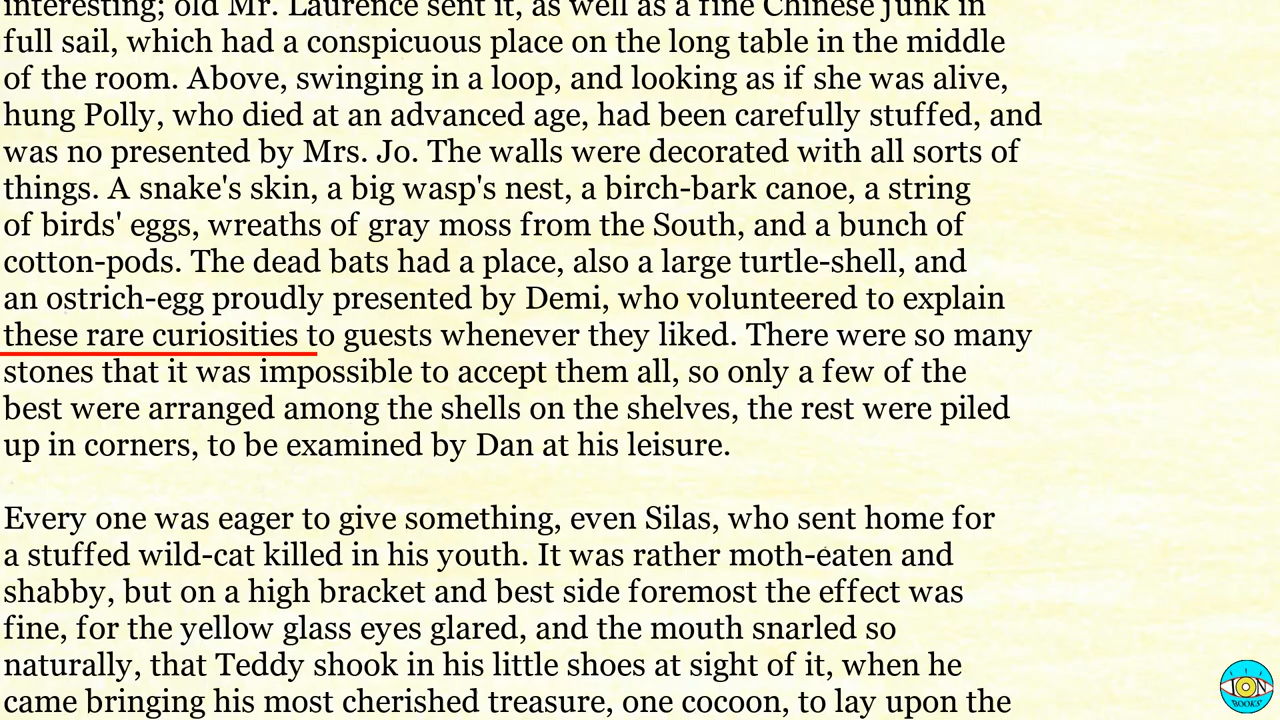 interesting; old Mr. Laurence sent it, as well as a fine Chinese junk in
full sail, which had a conspicuous place on the long table in the middle
of the room. Above, swinging in a loop, and looking as if she was alive,
hung Polly, who died at an advanced age, had been carefully stuffed, and
was no presented by Mrs. Jo. The walls were decorated with all sorts of
things. A snake's skin, a big wasp's nest, a birch-bark canoe, a string
of birds' eggs, wreaths of gray moss from the South, and a bunch of
cotton-pods. The dead bats had a place, also a large turtle-shell, and
an ostrich-egg proudly presented by Demi, who volunteered to explain
these rare curiosities to guests whenever they liked. There were so many
stones that it was impossible to accept them all, so only a few of the
best were arranged among the shells on the shelves, the rest were piled
up in corners, to be examined by Dan at his leisure.
Every one was eager to give something, even Silas, who sent home for
a stuffed wild-cat killed in his youth. It was rather moth-eaten and
shabby, but on a high bracket and best side foremost the effect was
fine, for the yellow glass eyes glared, and the mouth snarled so
naturally, that Teddy shook in his little shoes at sight of it, when he
came bringing his most cherished treasure, one cocoon, to lay upon the
ION
BOOKS